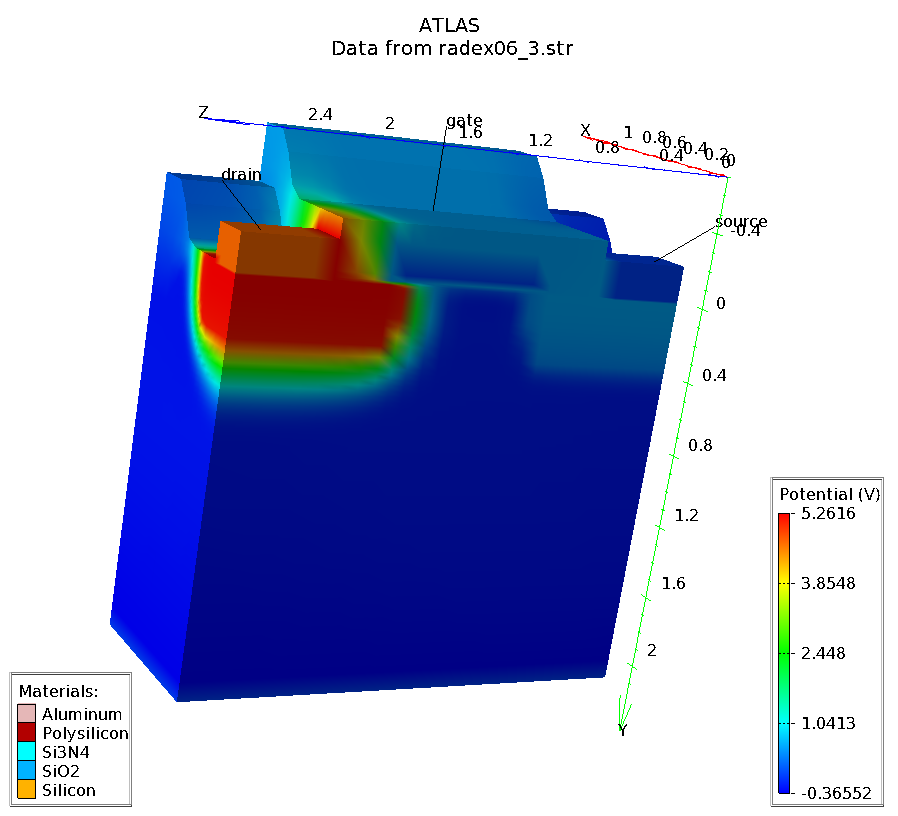 ATLAS
Data from radex06_3.str
Z
2.4
2
gate
1.6
1.2
X
1
0.8
0.8
0.6
0.4
0.4
0.2
0
0
drain
source
-0.4
0
0.4
0.8
1.2
1.6
2
Y
Potential (V)
5.2616
3.8548
2.448
1.0413
-0.36552
Materials:
Aluminum
Polysilicon
Si3N4
SiO2
Silicon